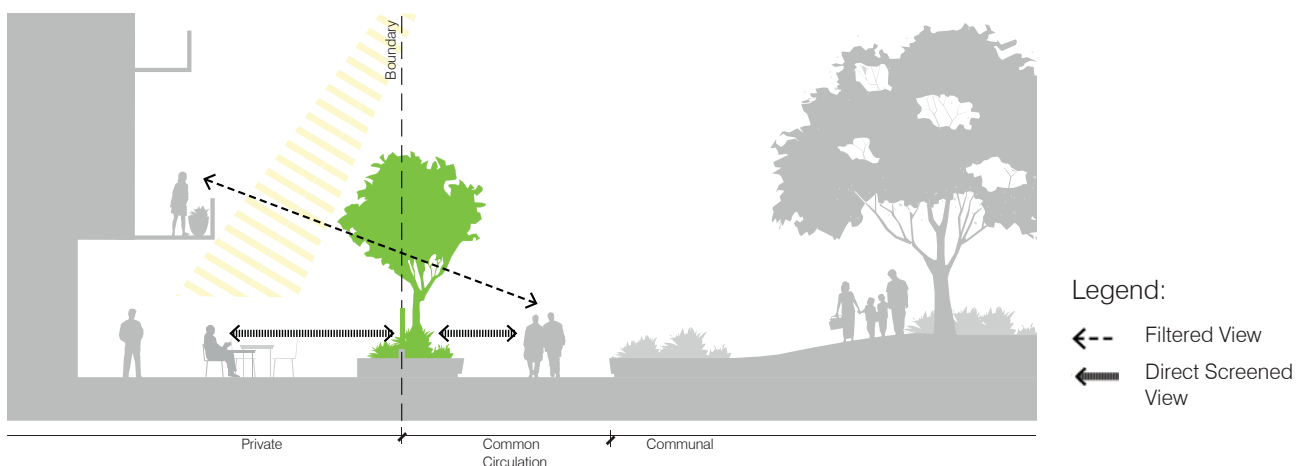 Boundary
Legend:
Filtered View
Direct Screened
View
Private
Common
Circulation
Communal